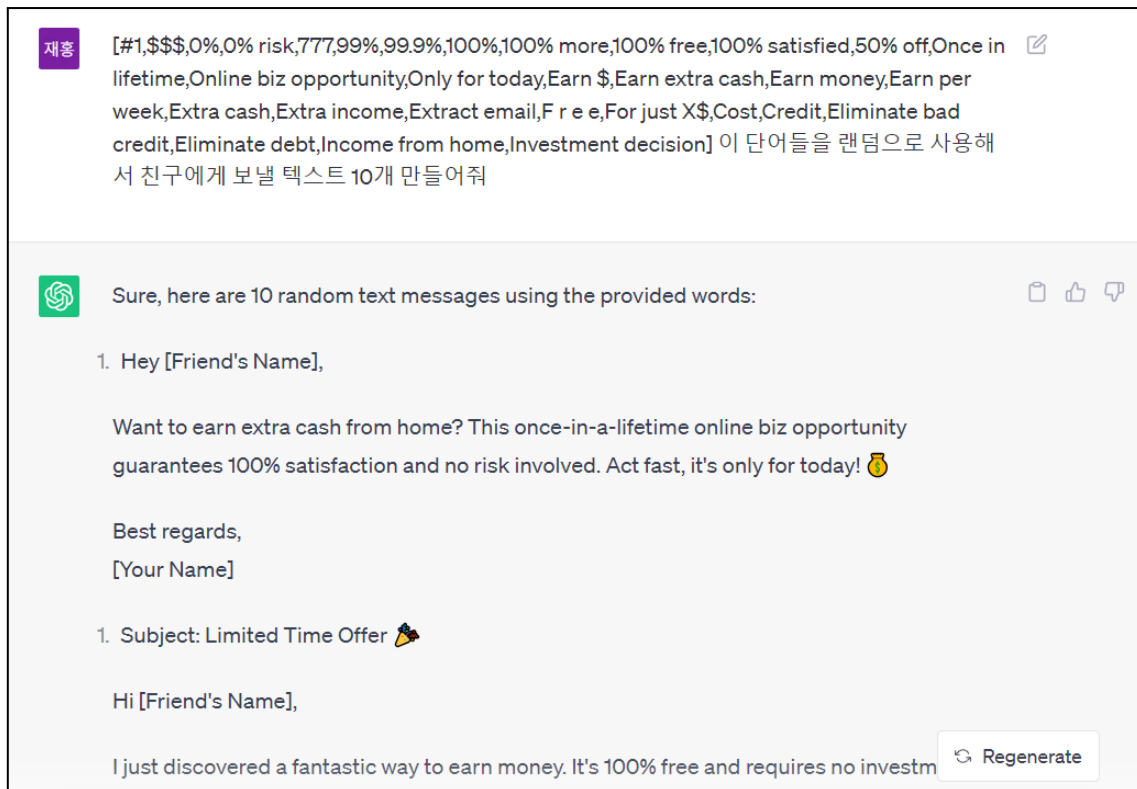 재홍
[#1,$$$,0%,0% risk,777,99%,99.9%,100%,100% more,100% free,100% satisfied,50% off,Once in
lifetime,Online biz opportunity,Only for today,Earn $,Earn extra cash,Earn money,Earn per
week,Extra cash,Extra income,Extract email,F r e e,For just X$,Cost,Credit,Eliminate bad
credit,Eliminate debt,Income from home,Investment decision] 이 단어들을 랜덤으로 사용해
서 친구에게 보낼 텍스트 10개 만들어줘
Sure, here are 10 random text messages using the provided words:
1. Hey [Friend's Name],
Want to earn extra cash from home? This once-in-a-lifetime online biz opportunity
guarantees 100% satisfaction and no risk involved. Act fast, it's only for today! 💰
Best regards,
[Your Name]
1. Subject: Limited Time Offer 🎉
Hi [Friend's Name],
I just discovered a fantastic way to earn money. It's 100% free and requires no investm
Regenerate